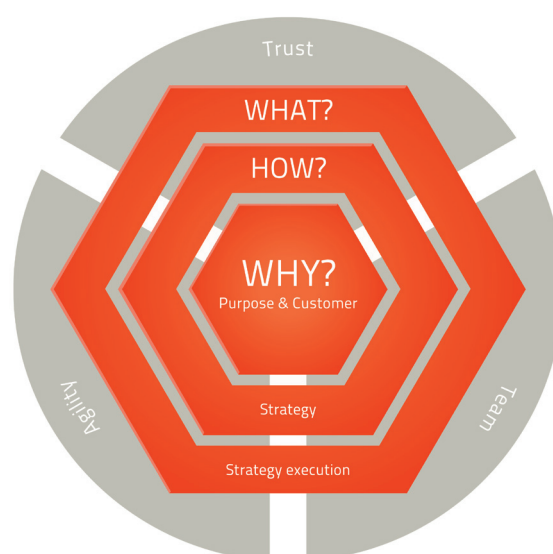 Trust
WHAT?
HOW?
WHY?
Purpose & Customer
Agility
Team
Strategy
Strategy execution